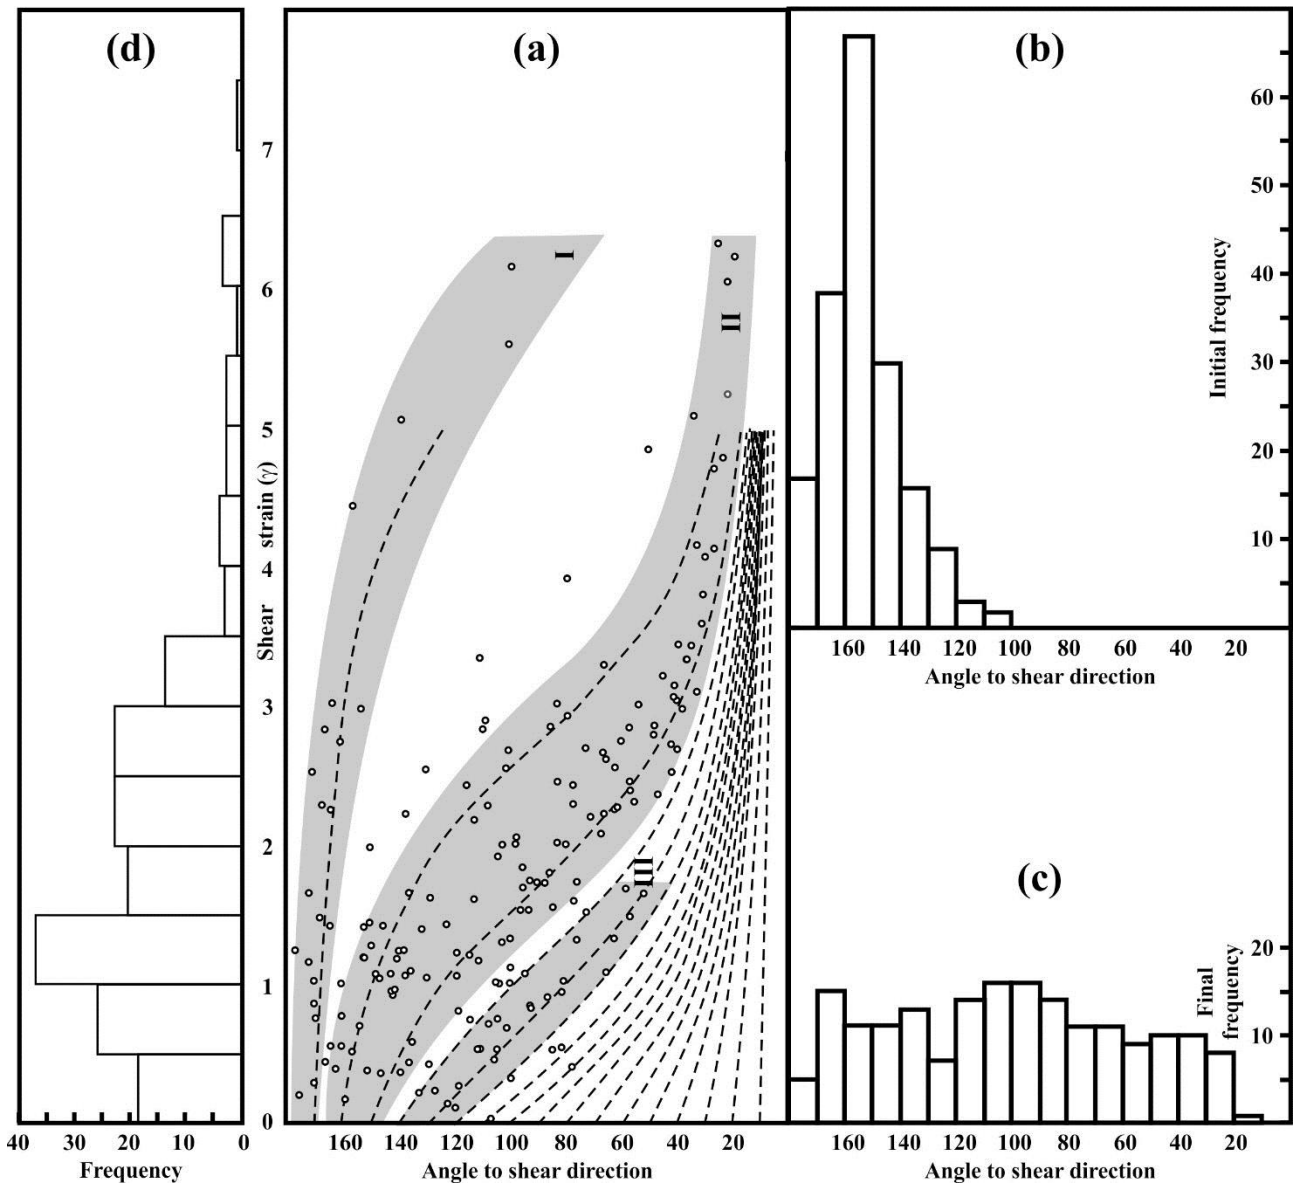 (d)
(a)
(b)
(c)
7
6
5
4
3
2
1
0
Shear strain (γ)
40 30 20 10 0
Frequency
I
II
III
160 140 120 100 80 60 40 20
Angle to shear direction
60
50
40
30
20
10
Initial frequency
160 140 120 100 80 60 40 20
Angle to shear direction
20
10
Final
frequency
160 140 120 100 80 60 40 20
Angle to shear direction